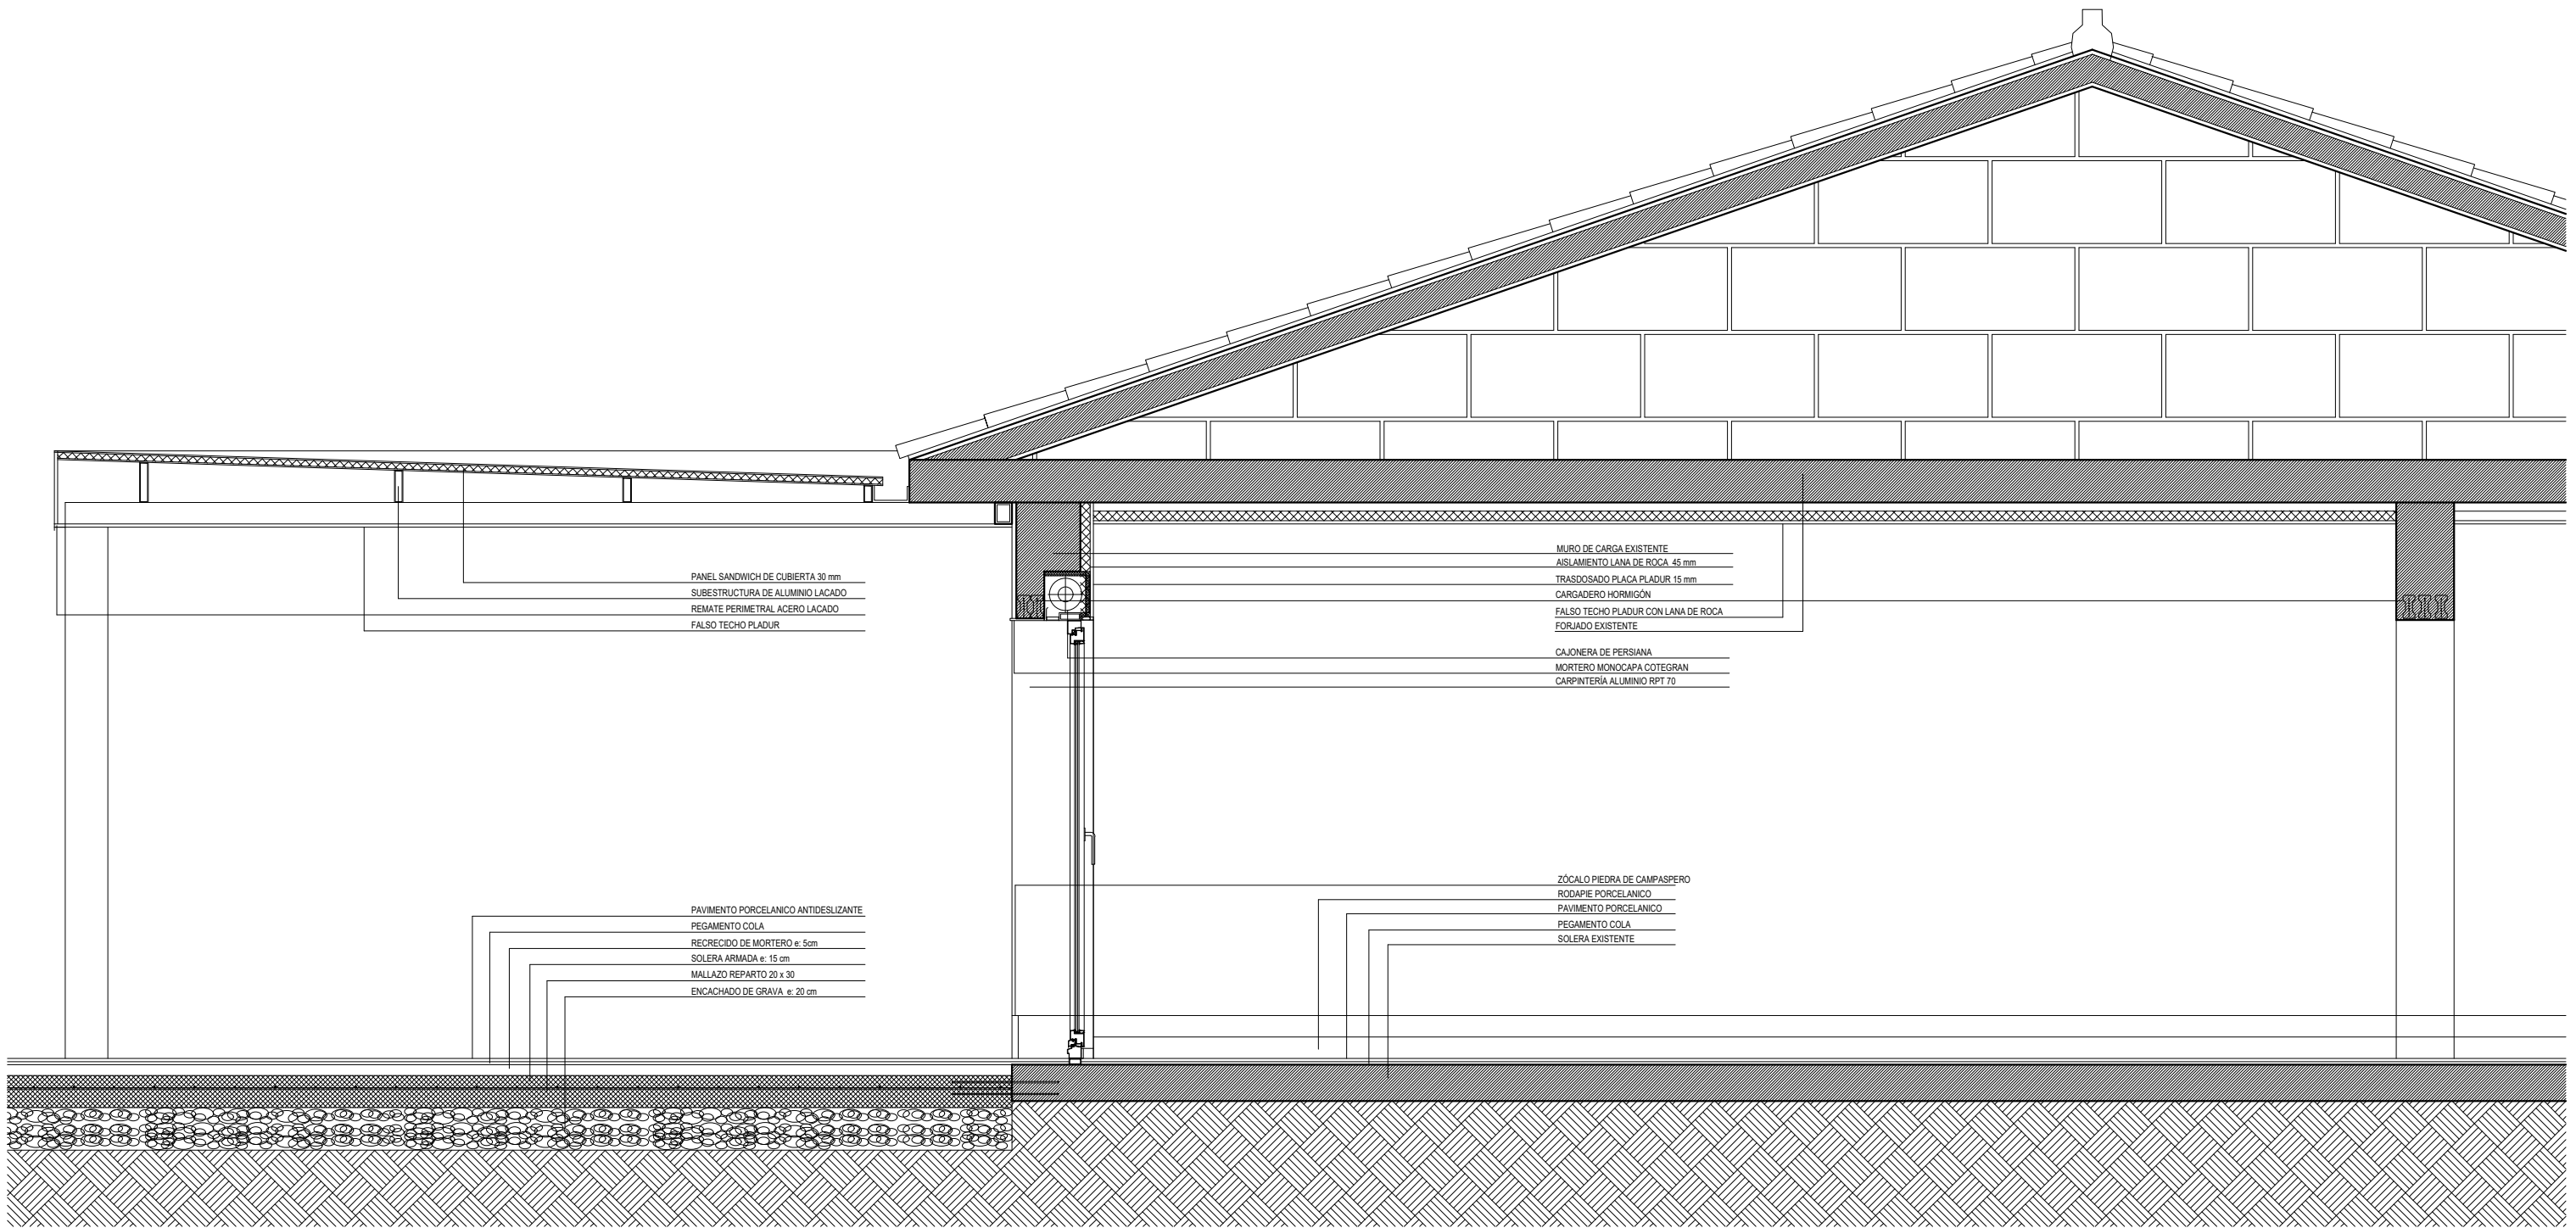 PANEL SANDWICH DE CUBIERTA 30 mm
SUBESTRUCTURA DE ALUMINIO LACADO
REMATE PERIMETRAL ACERO LACADO
FALSO TECHO PLADUR
MURO DE CARGA EXISTENTE
AISLAMIENTO LANA DE ROCA 45 mm
TRASDOSADO PLACA PLADUR 15 mm
CARGADERO HORMIGÓN
FALSO TECHO PLADUR CON LANA DE ROCA
FORJADO EXISTENTE
CAJONERA DE PERSIANA
MORTERO MONOCAPA COTEGRAN
CARPINTERÍA ALUMINIO RPT 70
PAVIMENTO PORCELANICO ANTIDESLIZANTE
PEGAMENTO COLA
RECRECIDO DE MORTERO e: 5cm
SOLERA ARMADA e: 15 cm
MALLAZO REPARTO 20 x 30
ENCACHADO DE GRAVA e: 20 cm
ZÓCALO PIEDRA DE CAMPASPERO
RODAPIE PORCELANICO
PAVIMENTO PORCELANICO
PEGAMENTO COLA
SOLERA EXISTENTE